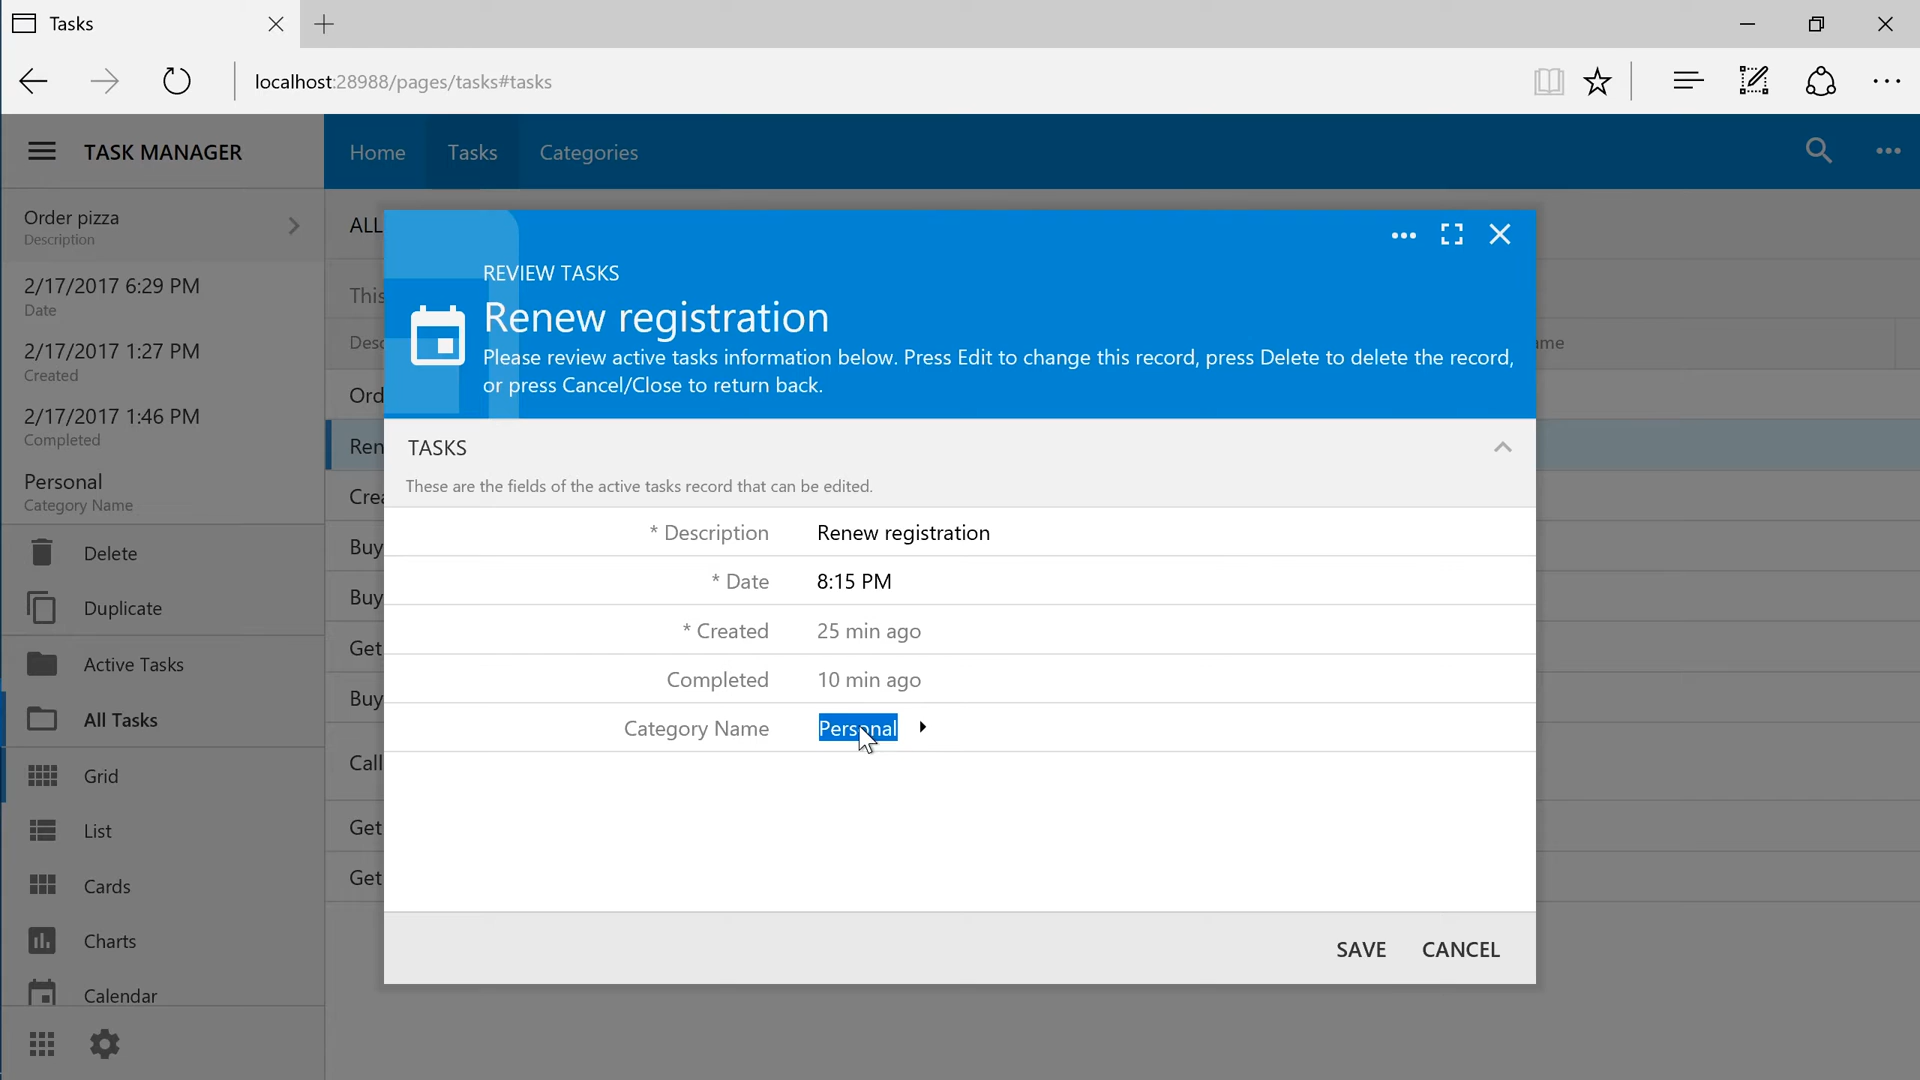 Tasks
localhost:28988/pages/tasks#tasks
TASK MANAGER
Home Tasks Categories
Order pizza
Description
2/17/2017 6:29 PM
Date
2/17/2017 1:27 PM
Created
2/17/2017 1:46 PM
Completed
Personal
Category Name
Delete
Duplicate
Active Tasks
All Tasks
Grid
List
Cards
Charts
Calendar
ALL
This
REVIEW TASKS
Renew registration
Please review active tasks information below. Press Edit to change this record, press Delete to delete the record,
or press Cancel/Close to return back.
TASKS
These are the fields of the active tasks record that can be edited.
* Description Renew registration
* Date 8:15 PM
* Created 25 min ago
Completed 10 min ago
Category Name Personal
SAVE CANCEL
Buy
Buy
Get
Buy
Call
Get
Get